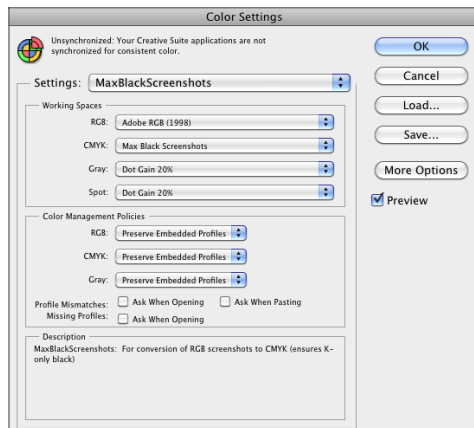 Color Settings
Unsynchronized: Your Creative Suite applications are not
synchronized for consistent color.
OK
Cancel
Load...
Save...
More Options
Preview
Settings: MaxBlackScreenshots
Working Spaces
RGB: Adobe RGB (1998)
CMYK: Max Black Screenshots
Gray: Dot Gain 20%
Spot: Dot Gain 20%
Color Management Policies
RGB: Preserve Embedded Profiles
CMYK: Preserve Embedded Profiles
Gray: Preserve Embedded Profiles
Profile Mismatches: Ask When Opening Ask When Pasting
Missing Profiles: Ask When Opening
Description
MaxBlackScreenshots: For conversion of RGB screenshots to CMYK (ensures K-
only black)